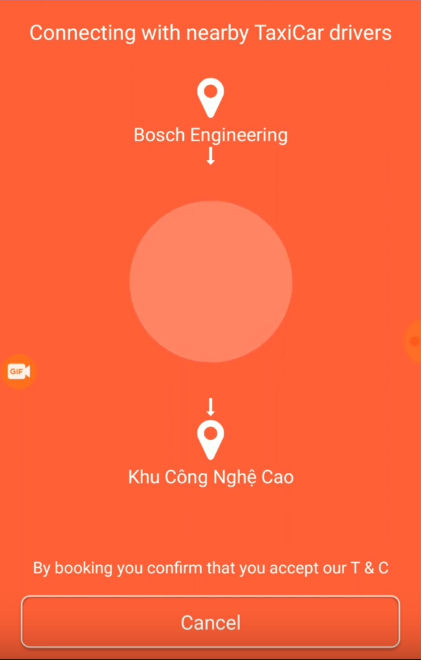 Connecting with nearby TaxiCar drivers
Bosch Engineering
GIF
Khu Công Nghệ Cao
By booking you confirm that you accept our T & C
Cancel